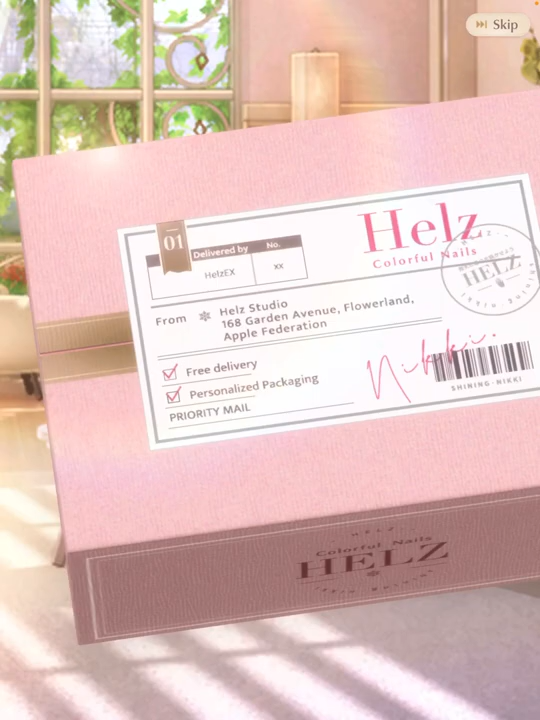 Skip
Helz
Colorful Nails
01
Delivered by No.
HelzEX xx
HELZ
From ❄ Helz Studio
168 Garden Avenue, Flowerland,
Apple Federation
Free delivery
Personalized Packaging
PRIORITY MAIL
Nikki.
SHINING·NIKKI
HELZ
Colorful Nails
HELZ